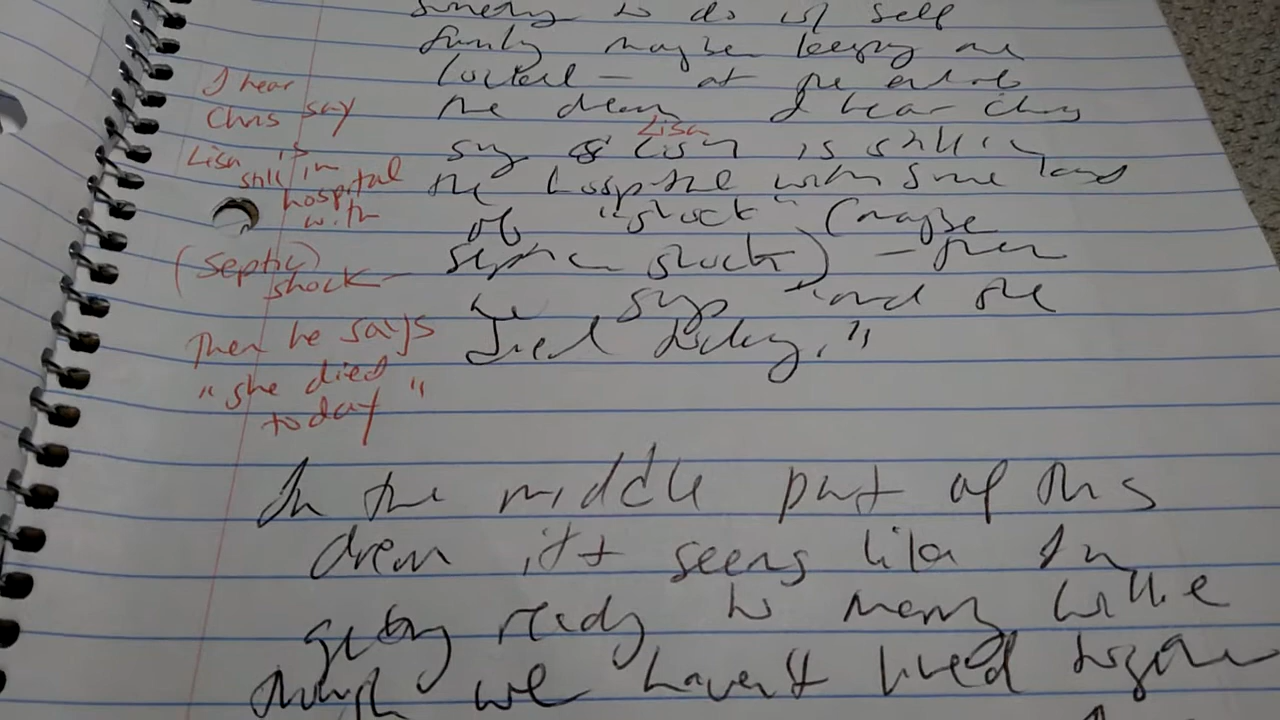 to do w/ self
family maybe keeping me
at the end of
the dream I hear Chris
say Lisa is still in
Lisa
the hospital with some kind
of "shock" (maybe
septic shock) – then
he says "and she
died today."
I hear
Chris say
Lisa is
still in
hospital
with
(septic)
shock –
Then he says
"she died
today"
In the middle part of this
dream it seems like I'm
getting ready to marry Willie
though we haven't lived together